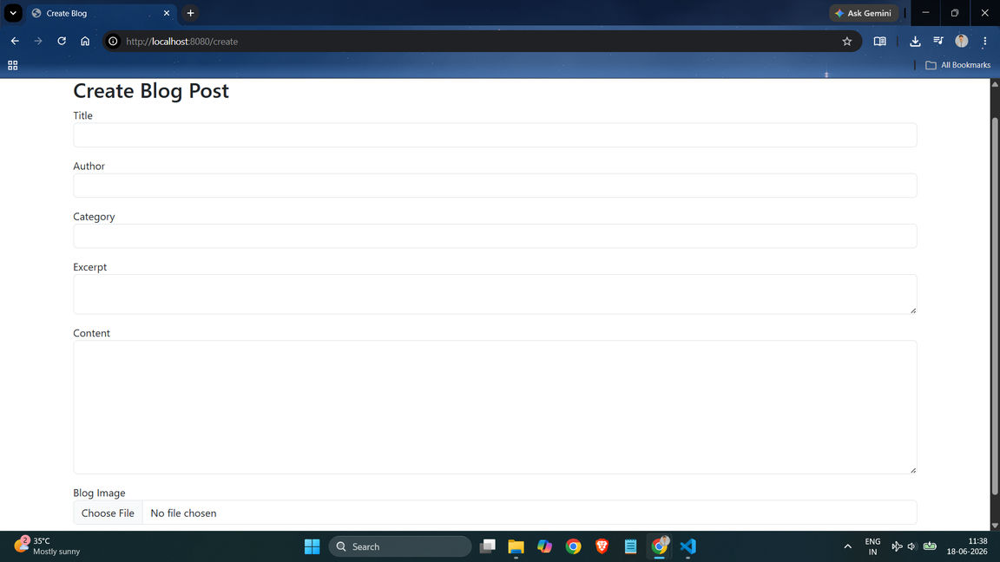 Create Blog
Ask Gemini
http://localhost:8080/create
All Bookmarks
Create Blog Post
Title
Author
Category
Excerpt
Content
Blog Image
Choose File No file chosen
2
35°C
Mostly sunny
Search
ENG
IN
11:38
18-06-2026